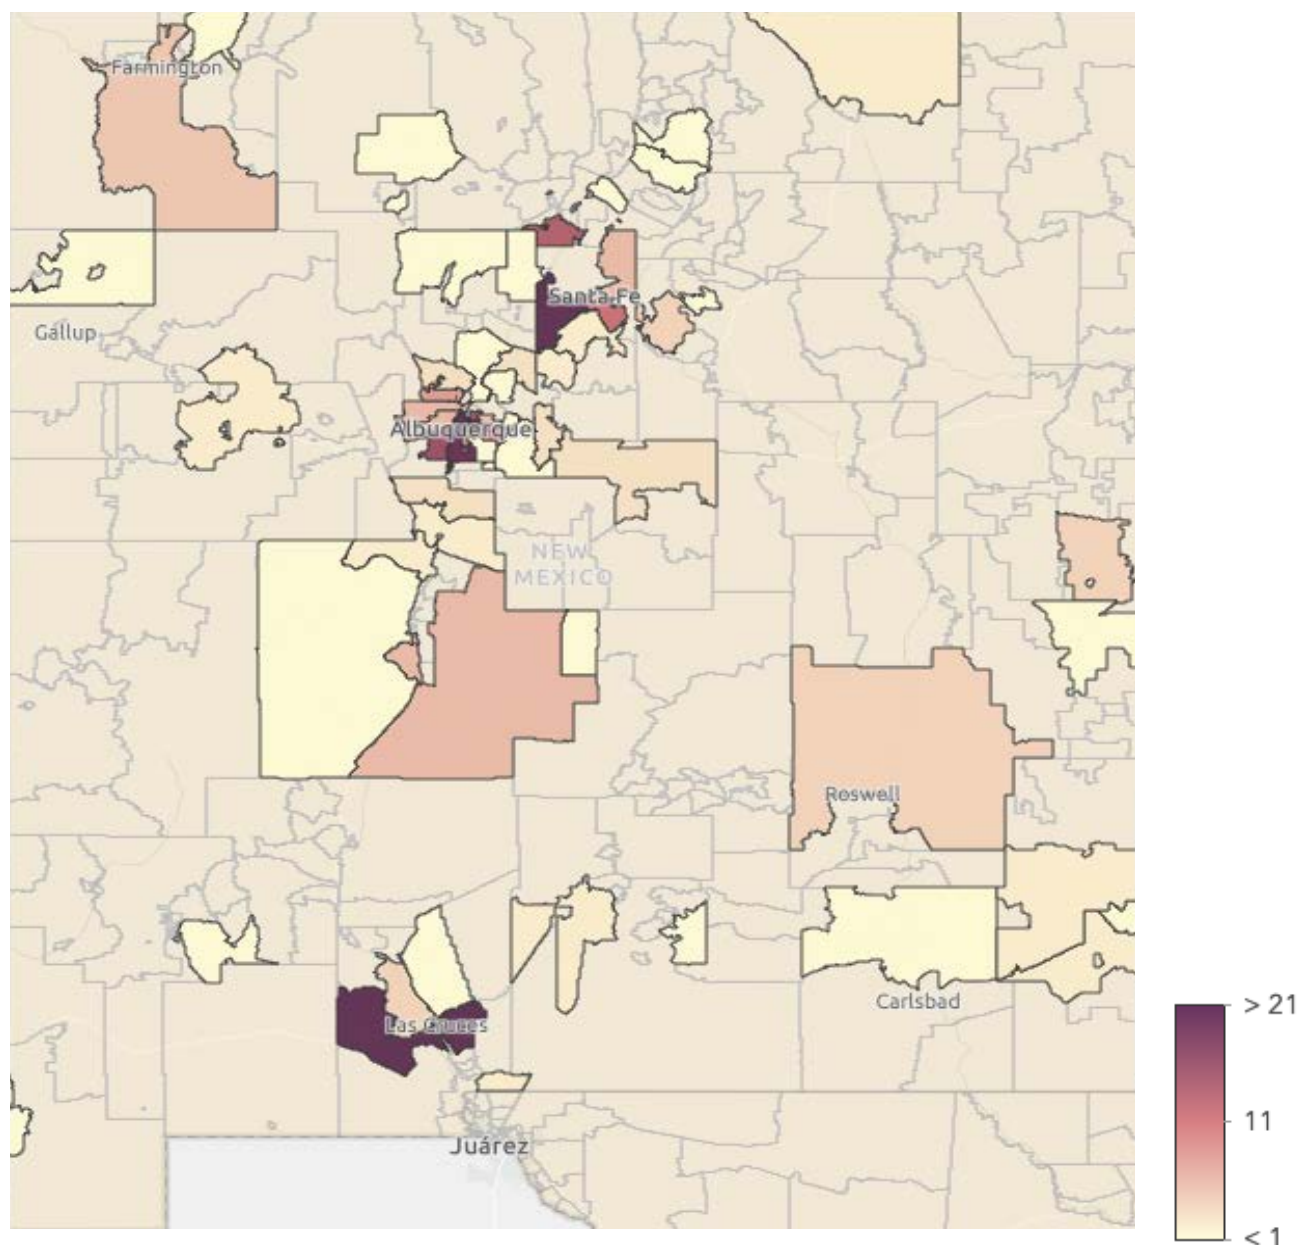 Farmington
Santa Fe
Gallup
Albuquerque
NEW
MEXICO
Roswell
Carlsbad
Las Cruces
Juárez
> 21
11
< 1